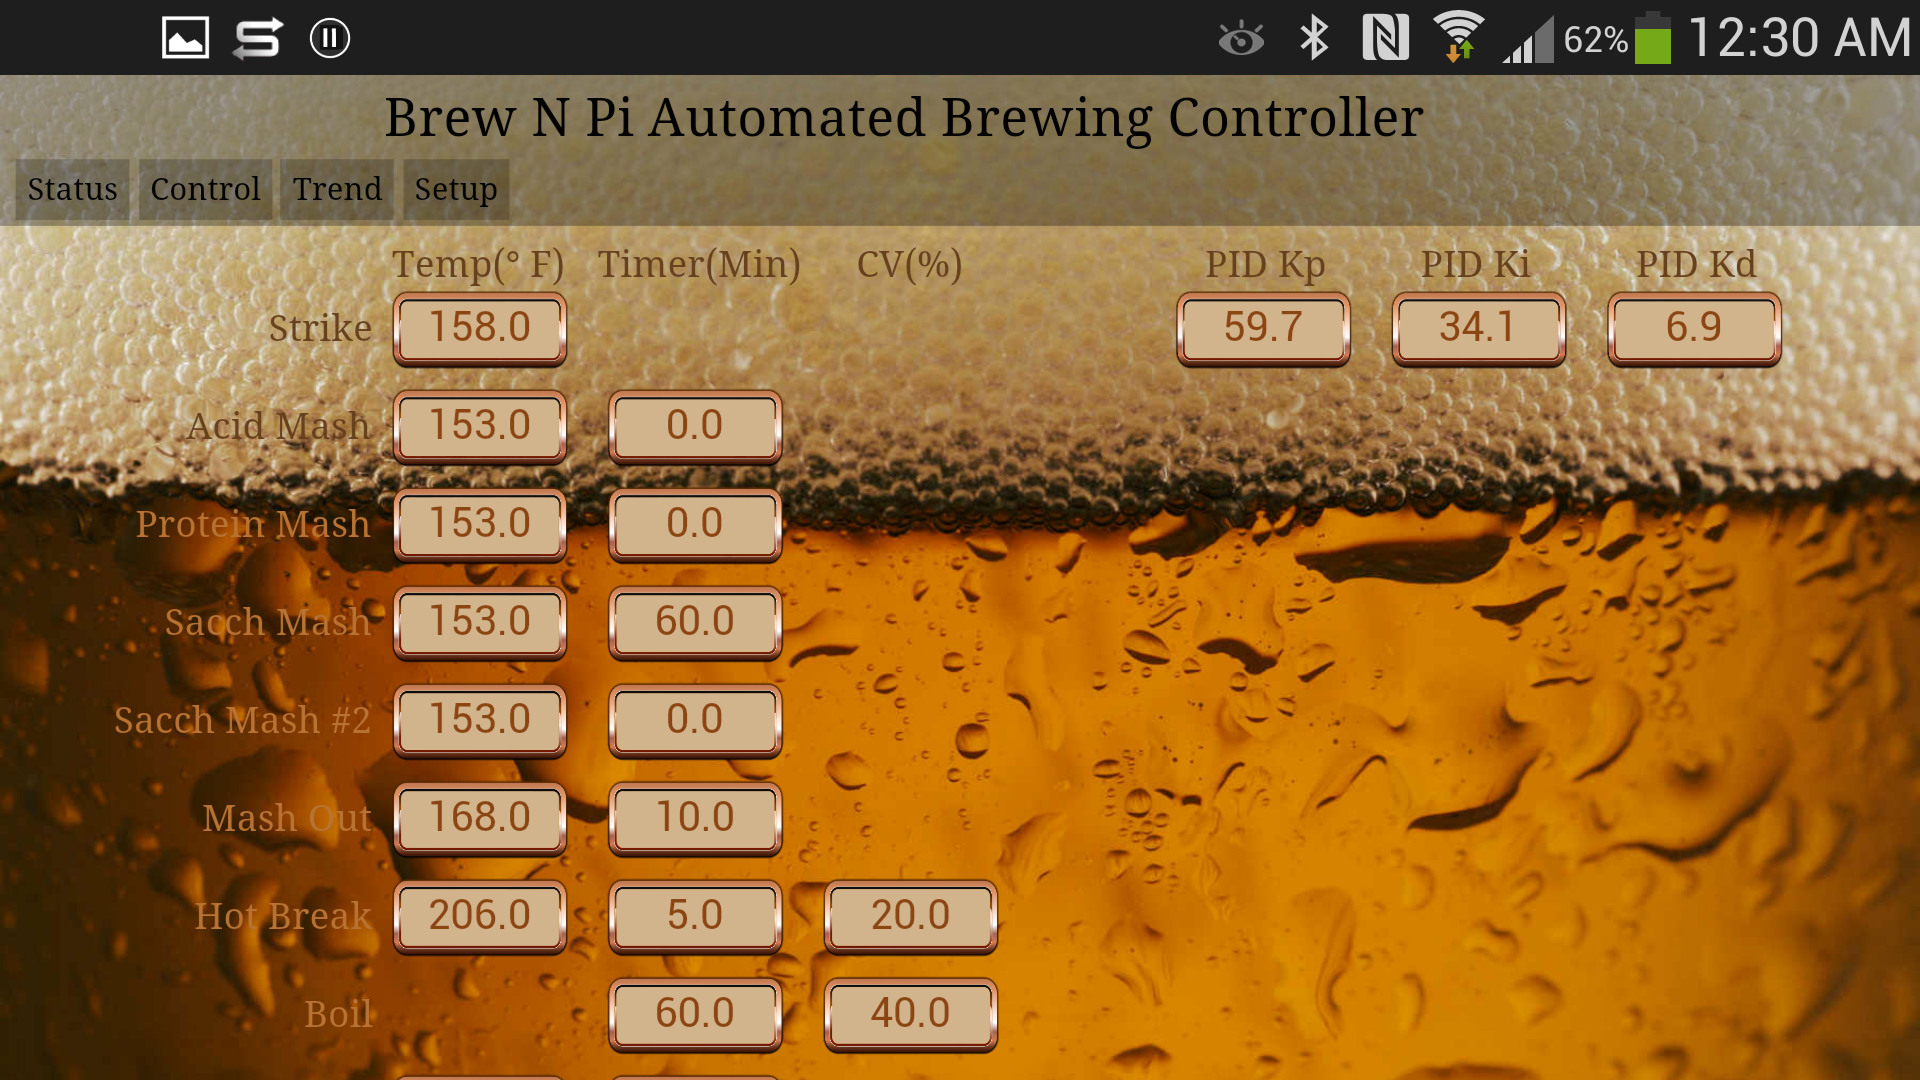 62% 12:30 AM
Brew N Pi Automated Brewing Controller
Status Control Trend Setup
Temp(° F) Timer(Min) CV(%) PID Kp PID Ki PID Kd
Strike 158.0 59.7 34.1 6.9
Acid Mash 153.0 0.0
Protein Mash 153.0 0.0
Sacch Mash 153.0 60.0
Sacch Mash #2 153.0 0.0
Mash Out 168.0 10.0
Hot Break 206.0 5.0 20.0
Boil 60.0 40.0